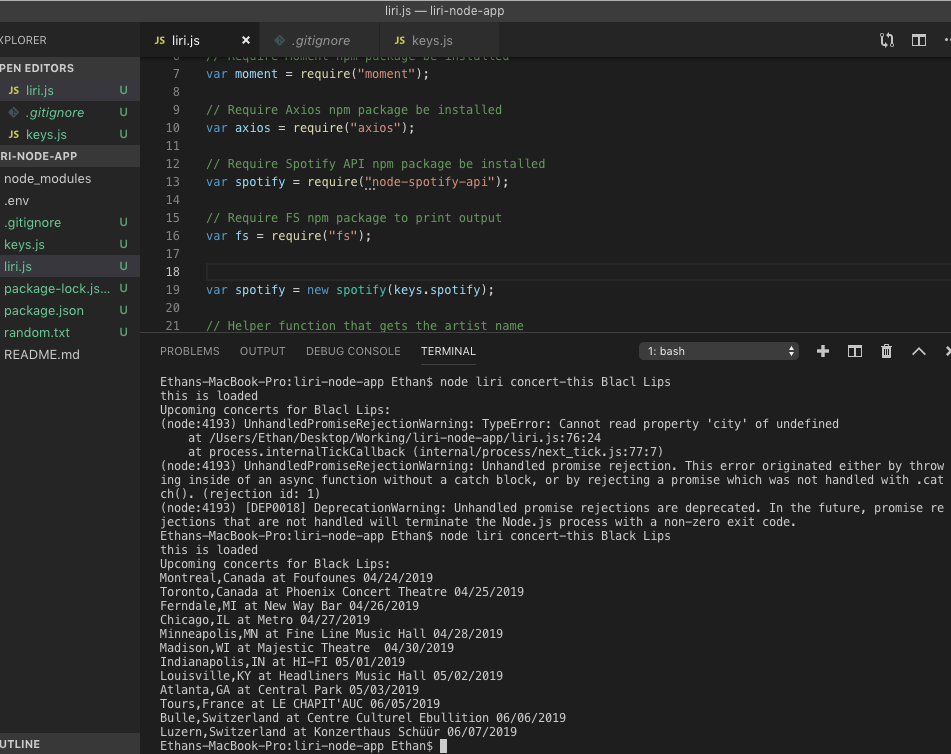 liri.js — liri-node-app
XPLORER
JS liri.js × .gitignore JS keys.js
PEN EDITORS
JS liri.js U
.gitignore U
JS keys.js U
RI-NODE-APP
node_modules
.env
.gitignore U
keys.js U
liri.js U
package-lock.js... U
package.json U
random.txt U
README.md
UTLINE
6 // Require Moment npm package be installed
7 var moment = require("moment");
8
9 // Require Axios npm package be installed
10 var axios = require("axios");
11
12 // Require Spotify API npm package be installed
13 var spotify = require("node-spotify-api");
14
15 // Require FS npm package to print output
16 var fs = require("fs");
17
18
19 var spotify = new spotify(keys.spotify);
20
21 // Helper function that gets the artist name
PROBLEMS OUTPUT DEBUG CONSOLE TERMINAL 1: bash
Ethans-MacBook-Pro:liri-node-app Ethan$ node liri concert-this Blacl Lips
this is loaded
Upcoming concerts for Blacl Lips:
(node:4193) UnhandledPromiseRejectionWarning: TypeError: Cannot read property 'city' of undefined
at /Users/Ethan/Desktop/Working/liri-node-app/liri.js:76:24
at process.internalTickCallback (internal/process/next_tick.js:77:7)
(node:4193) UnhandledPromiseRejectionWarning: Unhandled promise rejection. This error originated either by throw
ing inside of an async function without a catch block, or by rejecting a promise which was not handled with .cat
ch(). (rejection id: 1)
(node:4193) [DEP0018] DeprecationWarning: Unhandled promise rejections are deprecated. In the future, promise re
jections that are not handled will terminate the Node.js process with a non-zero exit code.
Ethans-MacBook-Pro:liri-node-app Ethan$ node liri concert-this Black Lips
this is loaded
Upcoming concerts for Black Lips:
Montreal,Canada at Foufounes 04/24/2019
Toronto,Canada at Phoenix Concert Theatre 04/25/2019
Ferndale,MI at New Way Bar 04/26/2019
Chicago,IL at Metro 04/27/2019
Minneapolis,MN at Fine Line Music Hall 04/28/2019
Madison,WI at Majestic Theatre  04/30/2019
Indianapolis,IN at HI-FI 05/01/2019
Louisville,KY at Headliners Music Hall 05/02/2019
Atlanta,GA at Central Park 05/03/2019
Tours,France at LE CHAPIT'AUC 06/05/2019
Bulle,Switzerland at Centre Culturel Ebullition 06/06/2019
Luzern,Switzerland at Konzerthaus Schüür 06/07/2019
Ethans-MacBook-Pro:liri-node-app Ethan$